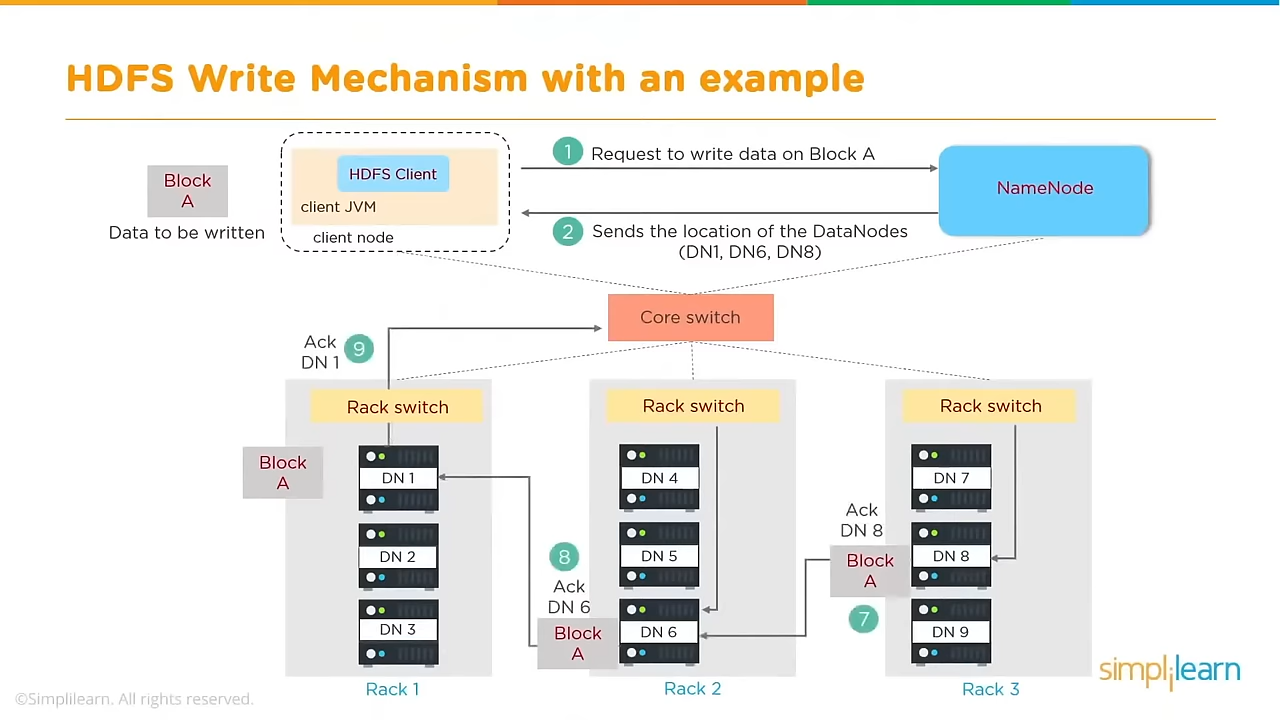 HDFS Write Mechanism with an example
Block
A
Data to be written
HDFS Client
client JVM
client node
1
Request to write data on Block A
2
Sends the location of the DataNodes
(DN1, DN6, DN8)
NameNode
Core switch
Ack
DN 1
9
Rack switch
Rack switch
Rack switch
Block
A
DN 1
DN 2
DN 3
Rack 1
DN 4
DN 5
DN 6
8
Ack
DN 6
Block
A
Rack 2
Ack
DN 8
Block
A
7
DN 7
DN 8
DN 9
Rack 3
simplilearn
©Simplilearn. All rights reserved.